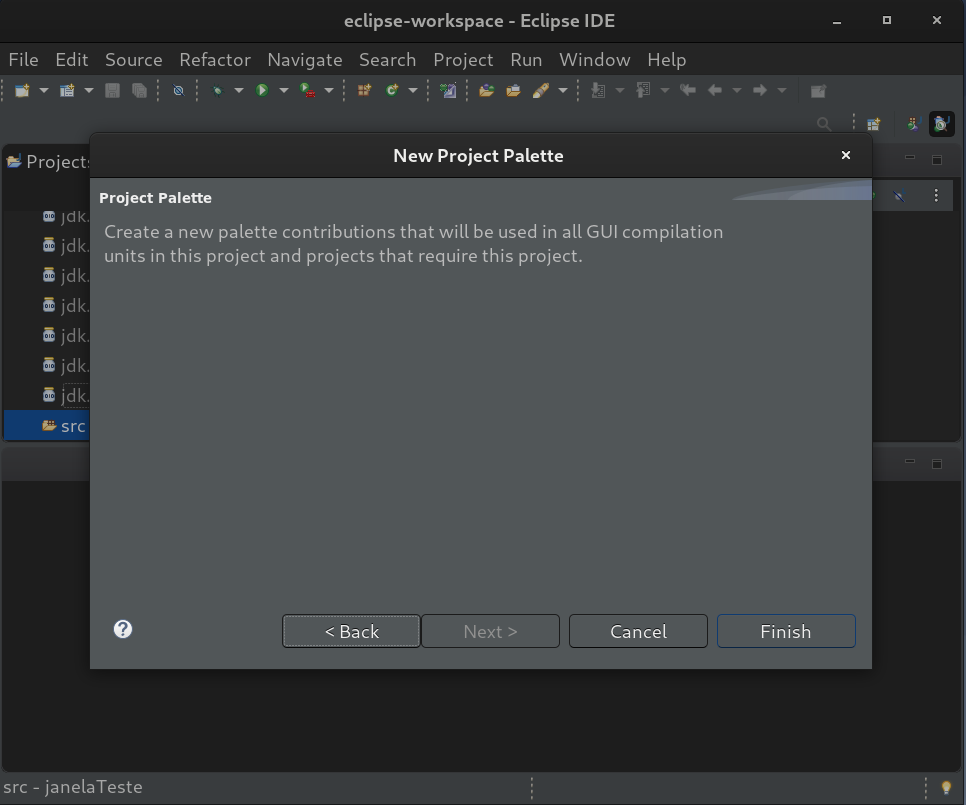 eclipse-workspace - Eclipse IDE
File Edit Source Refactor Navigate Search Project Run Window Help
Projects
New Project Palette
Project Palette
Create a new palette contributions that will be used in all GUI compilation
units in this project and projects that require this project.
jdk.
jdk.
jdk.
jdk.
jdk.
jdk.
jdk.
src
< Back Next > Cancel Finish
src - janelaTeste